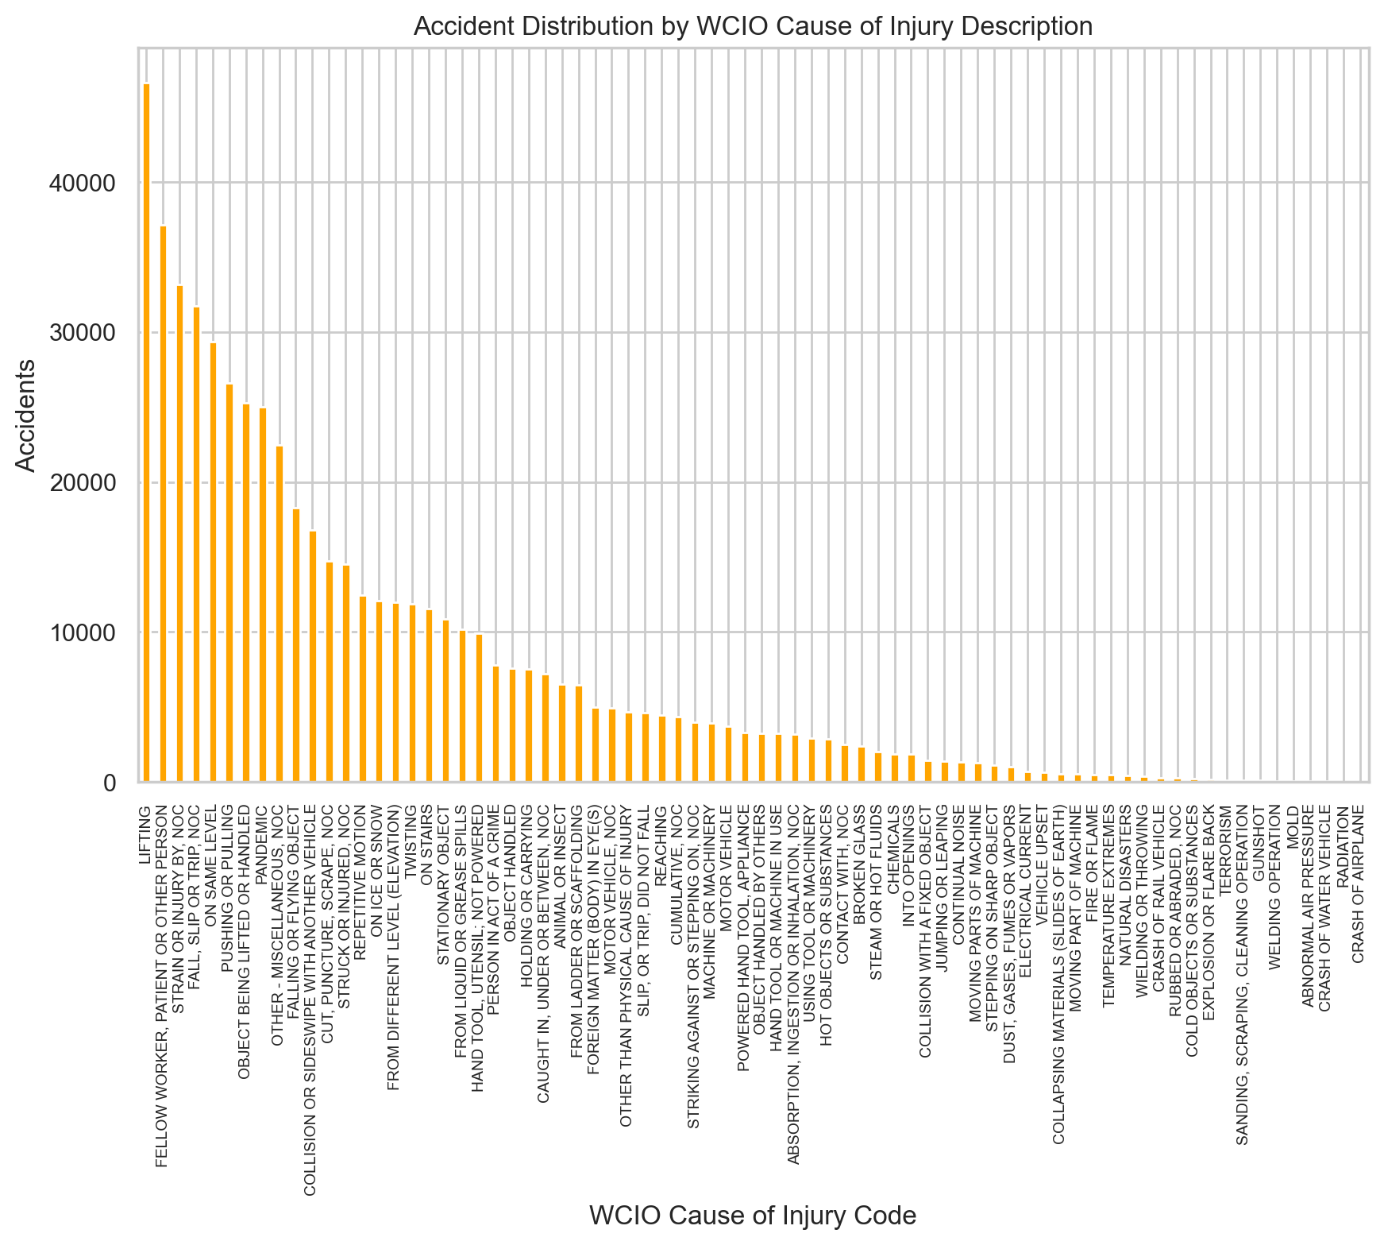 Accident Distribution by WCIO Cause of Injury Description
Accidents
40000
30000
20000
10000
0
LIFTING
FELLOW WORKER, PATIENT OR OTHER PERSON
STRAIN OR INJURY BY, NOC
FALL, SLIP OR TRIP, NOC
ON SAME LEVEL
PUSHING OR PULLING
OBJECT BEING LIFTED OR HANDLED
PANDEMIC
OTHER - MISCELLANEOUS, NOC
FALLING OR FLYING OBJECT
COLLISION OR SIDESWIPE WITH ANOTHER VEHICLE
CUT, PUNCTURE, SCRAPE, NOC
STRUCK OR INJURED, NOC
REPETITIVE MOTION
ON ICE OR SNOW
FROM DIFFERENT LEVEL (ELEVATION)
TWISTING
ON STAIRS
STATIONARY OBJECT
FROM LIQUID OR GREASE SPILLS
HAND TOOL, UTENSIL; NOT POWERED
PERSON IN ACT OF A CRIME
OBJECT HANDLED
HOLDING OR CARRYING
CAUGHT IN, UNDER OR BETWEEN, NOC
ANIMAL OR INSECT
FROM LADDER OR SCAFFOLDING
FOREIGN MATTER (BODY) IN EYE(S)
MOTOR VEHICLE, NOC
OTHER THAN PHYSICAL CAUSE OF INJURY
SLIP, OR TRIP, DID NOT FALL
REACHING
CUMULATIVE, NOC
STRIKING AGAINST OR STEPPING ON, NOC
MACHINE OR MACHINERY
MOTOR VEHICLE
POWERED HAND TOOL, APPLIANCE
OBJECT HANDLED BY OTHERS
HAND TOOL OR MACHINE IN USE
ABSORPTION, INGESTION OR INHALATION, NOC
USING TOOL OR MACHINERY
HOT OBJECTS OR SUBSTANCES
CONTACT WITH, NOC
BROKEN GLASS
STEAM OR HOT FLUIDS
CHEMICALS
INTO OPENINGS
COLLISION WITH A FIXED OBJECT
JUMPING OR LEAPING
CONTINUAL NOISE
MOVING PARTS OF MACHINE
STEPPING ON SHARP OBJECT
DUST, GASES, FUMES OR VAPORS
ELECTRICAL CURRENT
VEHICLE UPSET
COLLAPSING MATERIALS (SLIDES OF EARTH)
MOVING PART OF MACHINE
FIRE OR FLAME
TEMPERATURE EXTREMES
NATURAL DISASTERS
WIELDING OR THROWING
CRASH OF RAIL VEHICLE
RUBBED OR ABRADED, NOC
COLD OBJECTS OR SUBSTANCES
EXPLOSION OR FLARE BACK
TERRORISM
SANDING, SCRAPING, CLEANING OPERATION
GUNSHOT
WELDING OPERATION
MOLD
ABNORMAL AIR PRESSURE
CRASH OF WATER VEHICLE
RADIATION
CRASH OF AIRPLANE
WCIO Cause of Injury Code